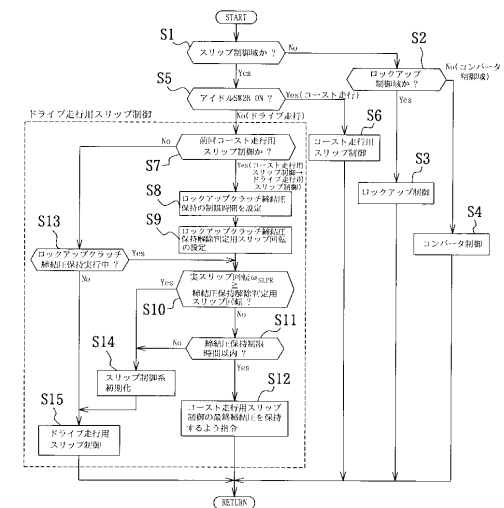 START
S1
スリップ制御域か ?
No
S2
ロックアップ
制御域か ?
No(コンバータ
制御域)
Yes
S5
アイドルSW28 ON ?
Yes(コースト走行)
Yes
No(ドライブ走行)
ドライブ走行用スリップ制御
S6
コースト走行用
スリップ制御
No
前回コースト走行用
スリップ制御か ?
S7
Yes(コースト走行用
スリップ制御→
ドライブ走行用
スリップ制御)
S3
ロックアップ制御
S8
ロックアップクラッチ締結圧
保持の制限時間を設定
S9
ロックアップクラッチ締結圧
保持解除判定用スリップ回転
の設定
S4
コンバータ制御
S13
ロックアップクラッチ
締結圧保持実行中 ?
Yes
No
実スリップ回転ωSLPR
≧
締結圧保持解除判定用
スリップ回転 ?
Yes
S10
No
S11
締結圧保持制限
時間以内 ?
No
Yes
S14
スリップ制御系
初期化
S12
コースト走行用スリップ
制御の最終締結圧を保持
するよう指令
S15
ドライブ走行用
スリップ制御
RETURN